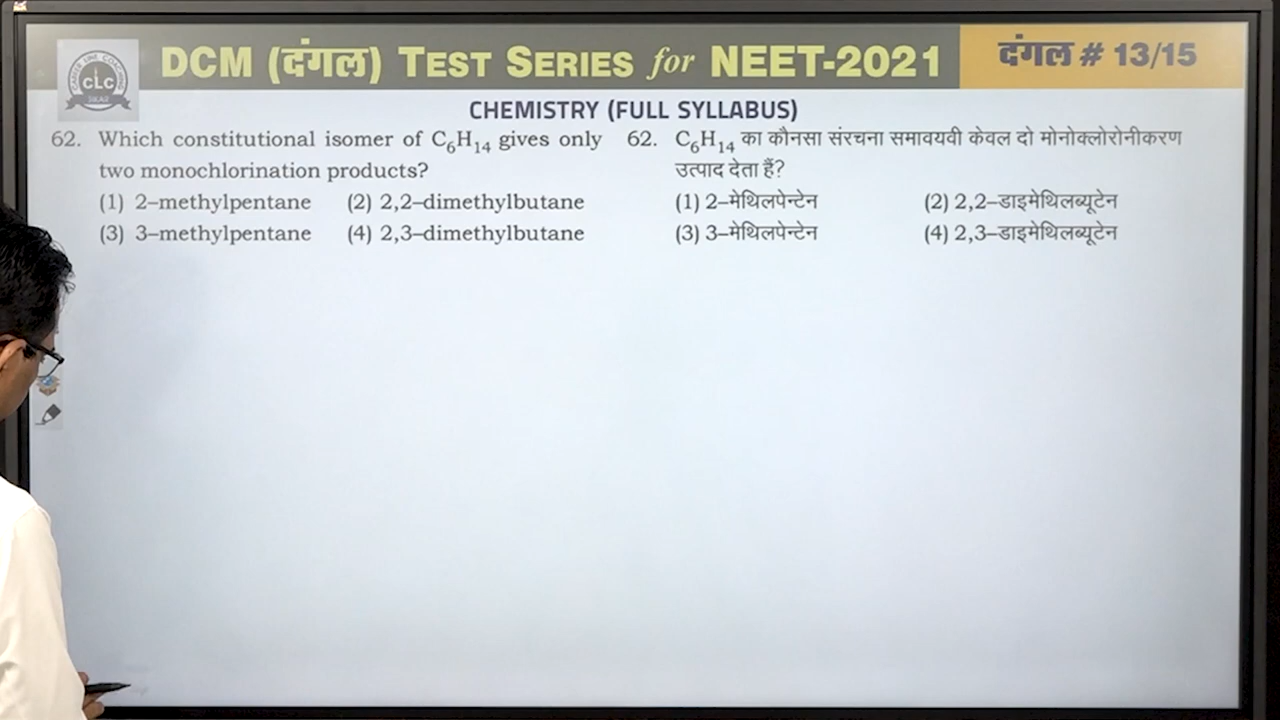 DCM (दंगल) TEST SERIES for NEET-2021
दंगल # 13/15
CLC
SIKAR
CHEMISTRY (FULL SYLLABUS)
62. Which constitutional isomer of C₆H₁₄ gives only
two monochlorination products?
(1) 2–methylpentane (2) 2,2–dimethylbutane
(3) 3–methylpentane (4) 2,3–dimethylbutane
62. C₆H₁₄ का कौनसा संरचना समावयवी केवल दो मोनोक्लोरोनीकरण
उत्पाद देता हैं?
(1) 2–मेथिलपेन्टेन (2) 2,2–डाइमेथिलब्यूटेन
(3) 3–मेथिलपेन्टेन (4) 2,3–डाइमेथिलब्यूटेन